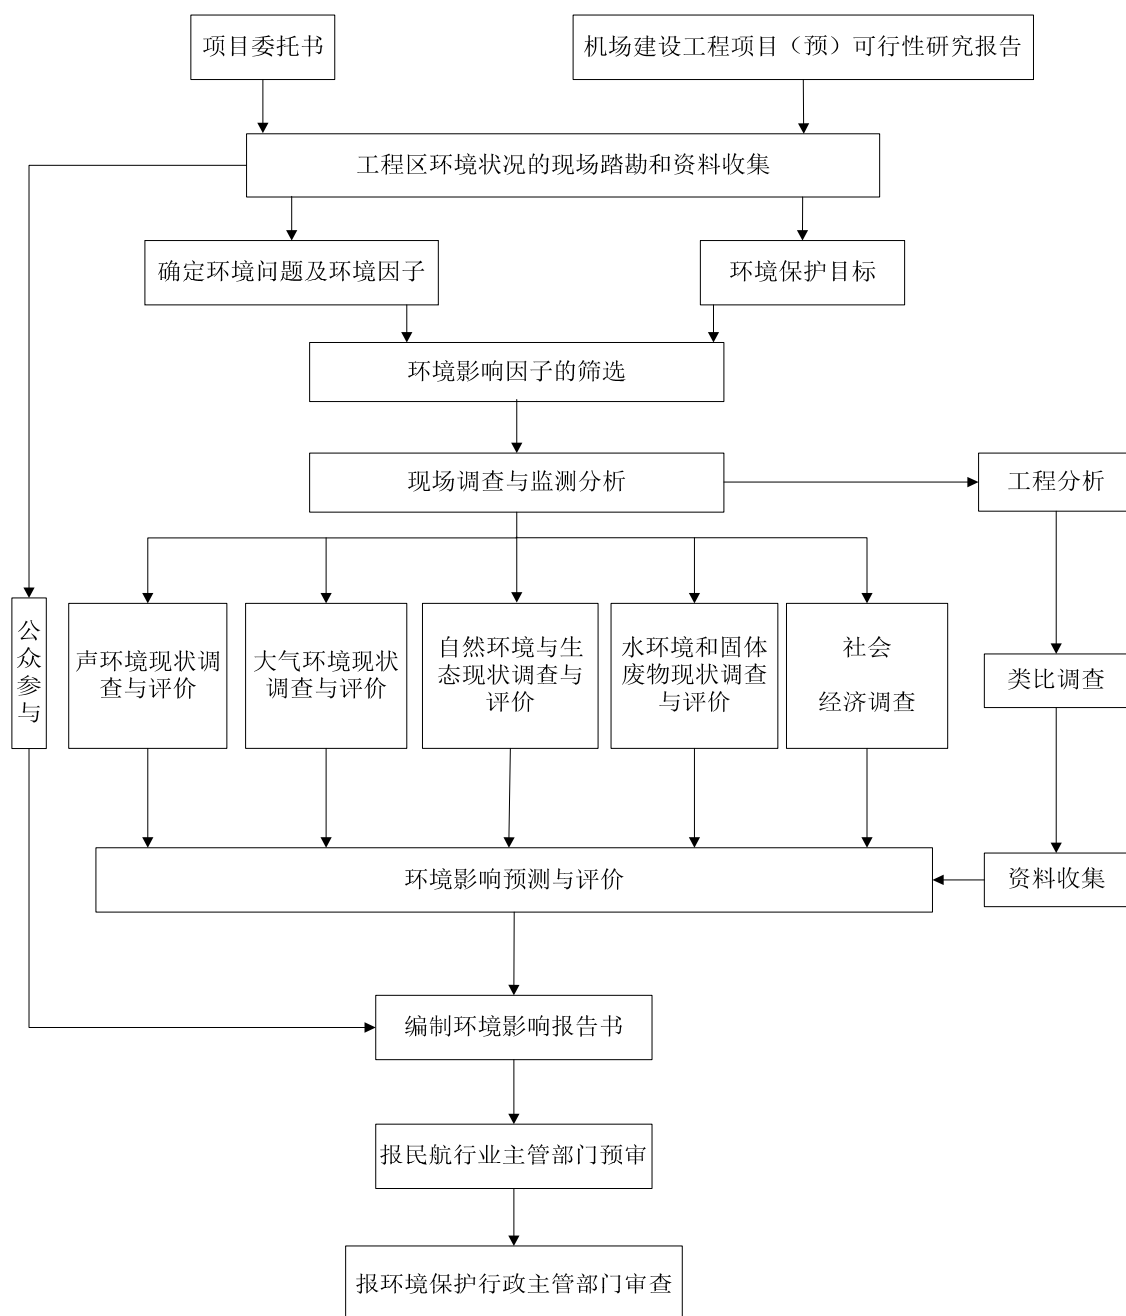 项目委托书
机场建设工程项目（预）可行性研究报告
工程区环境状况的现场踏勘和资料收集
确定环境问题及环境因子
环境保护目标
环境影响因子的筛选
现场调查与监测分析
工程分析
公
众
参
与
声环境现状调
查与评价
大气环境现状
调查与评价
自然环境与生
态现状调查与
评价
水环境和固体
废物现状调查
与评价
社会
经济调查
类比调查
环境影响预测与评价
资料收集
编制环境影响报告书
报民航行业主管部门预审
报环境保护行政主管部门审查